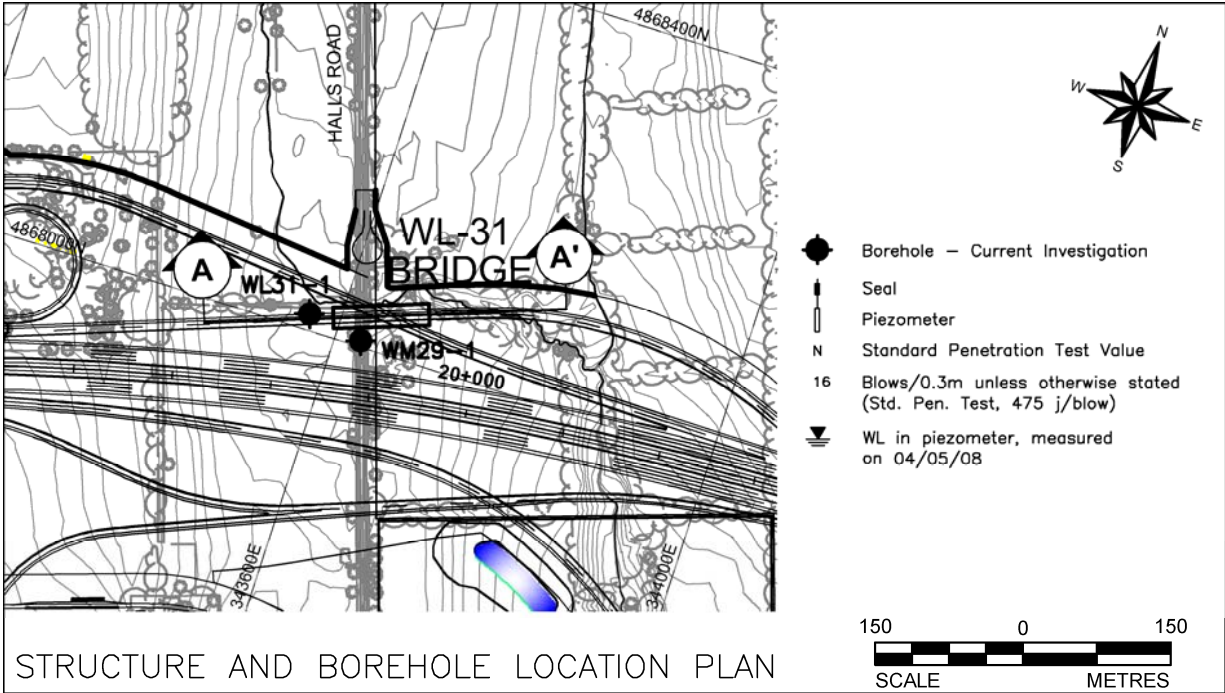 4868400N
HALLS ROAD
N
W
E
S
4868000N
WL-31
BRIDGE
A
A'
WL31-1
WM29-1
20+000
343600E
344000E
Borehole – Current Investigation
Seal
Piezometer
N Standard Penetration Test Value
16 Blows/0.3m unless otherwise stated
(Std. Pen. Test, 475 j/blow)
WL in piezometer, measured
on 04/05/08
150 0 150
SCALE METRES
STRUCTURE AND BOREHOLE LOCATION PLAN